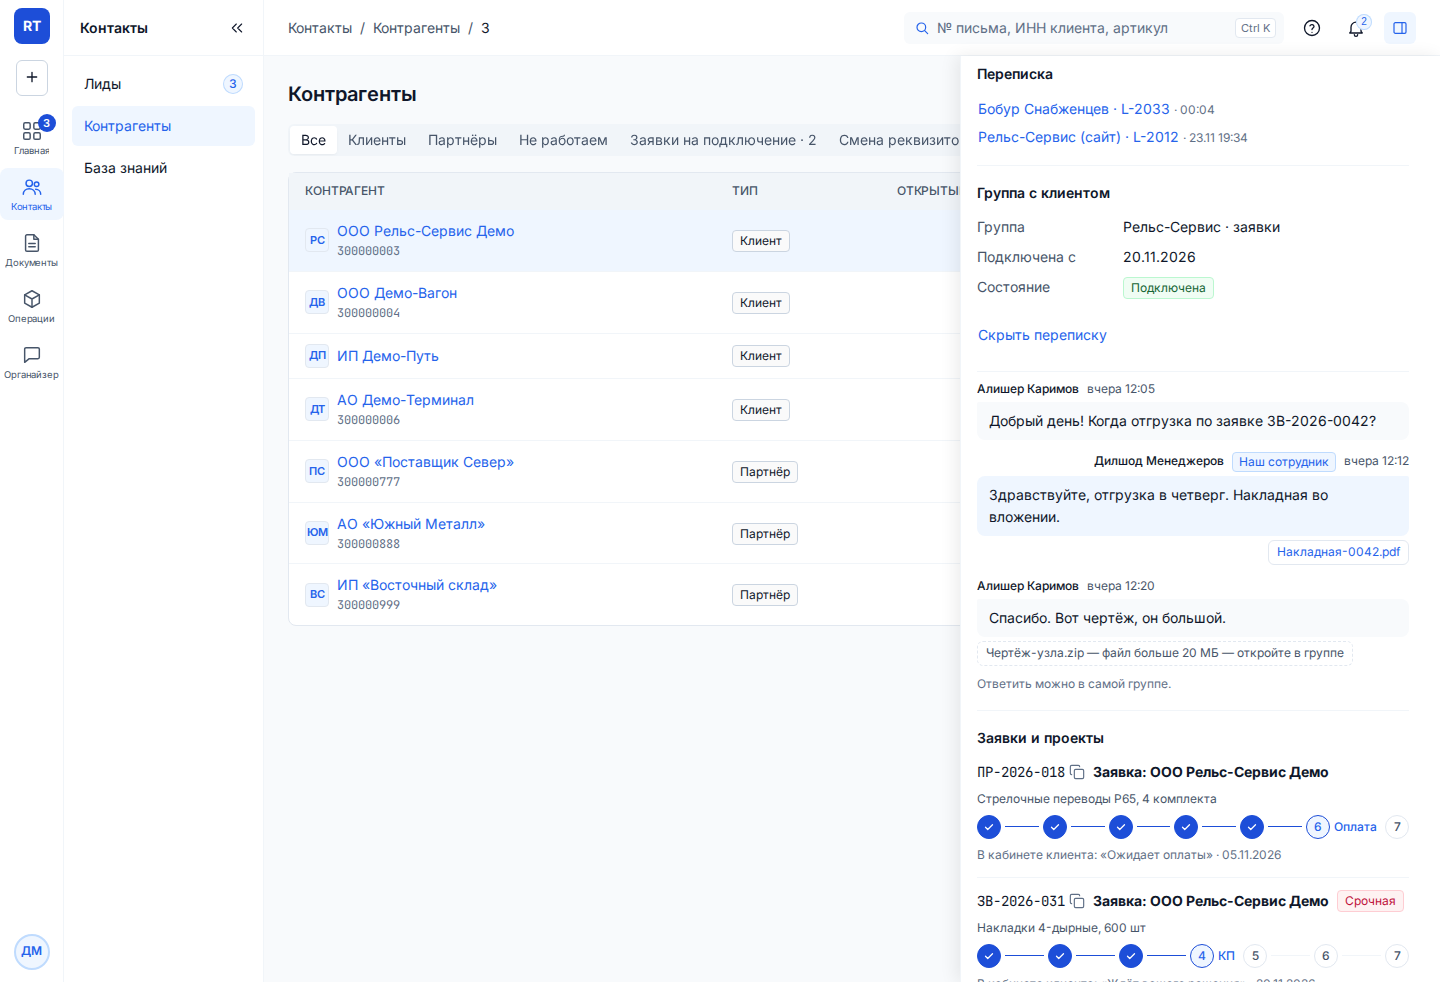 RT
Контакты
Контакты / Контрагенты / 3
№ письма, ИНН клиента, артикул
Ctrl K
2
+
3
Главная
Контакты
Документы
Операции
Органайзер
ДМ
Лиды
3
Контрагенты
База знаний
Контрагенты
Все
Клиенты
Партнёры
Не работаем
Заявки на подключение · 2
Смена реквизито
КОНТРАГЕНТ
ТИП
ОТКРЫТЫ
РС
ООО Рельс-Сервис Демо
300000003
Клиент
ДВ
ООО Демо-Вагон
300000004
Клиент
ДП
ИП Демо-Путь
Клиент
ДТ
АО Демо-Терминал
300000006
Клиент
ПС
ООО «Поставщик Север»
300000777
Партнёр
ЮМ
АО «Южный Металл»
300000888
Партнёр
ВС
ИП «Восточный склад»
300000999
Партнёр
Переписка
Бобур Снабженцев · L-2033 · 00:04
Рельс-Сервис (сайт) · L-2012 · 23.11 19:34
Группа с клиентом
Группа
Рельс-Сервис · заявки
Подключена с
20.11.2026
Состояние
Подключена
Скрыть переписку
Алишер Каримов вчера 12:05
Добрый день! Когда отгрузка по заявке ЗВ-2026-0042?
Дилшод Менеджеров Наш сотрудник вчера 12:12
Здравствуйте, отгрузка в четверг. Накладная во
вложении.
Накладная-0042.pdf
Алишер Каримов вчера 12:20
Спасибо. Вот чертёж, он большой.
Чертёж-узла.zip — файл больше 20 МБ — откройте в группе
Ответить можно в самой группе.
Заявки и проекты
ПР-2026-018 Заявка: ООО Рельс-Сервис Демо
Стрелочные переводы Р65, 4 комплекта
6 Оплата 7
В кабинете клиента: «Ожидает оплаты» · 05.11.2026
ЗВ-2026-031 Заявка: ООО Рельс-Сервис Демо Срочная
Накладки 4-дырные, 600 шт
4 КП 5 6 7